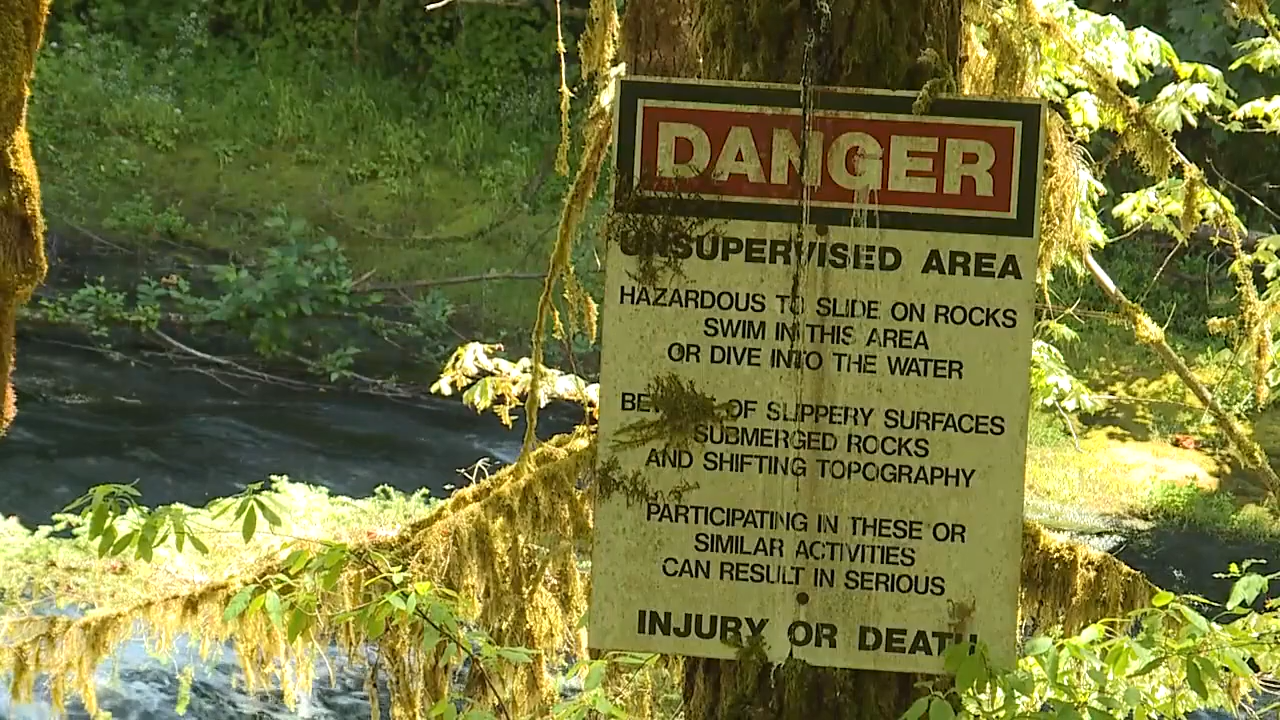 DANGER
UNSUPERVISED AREA
HAZARDOUS TO SLIDE ON ROCKS
SWIM IN THIS AREA
OR DIVE INTO THE WATER
OF SLIPPERY SURFACES
SUBMERGED ROCKS
AND SHIFTING TOPOGRAPHY
PARTICIPATING IN THESE OR
SIMILAR ACTIVITIES
CAN RESULT IN SERIOUS
INJURY OR DEATH